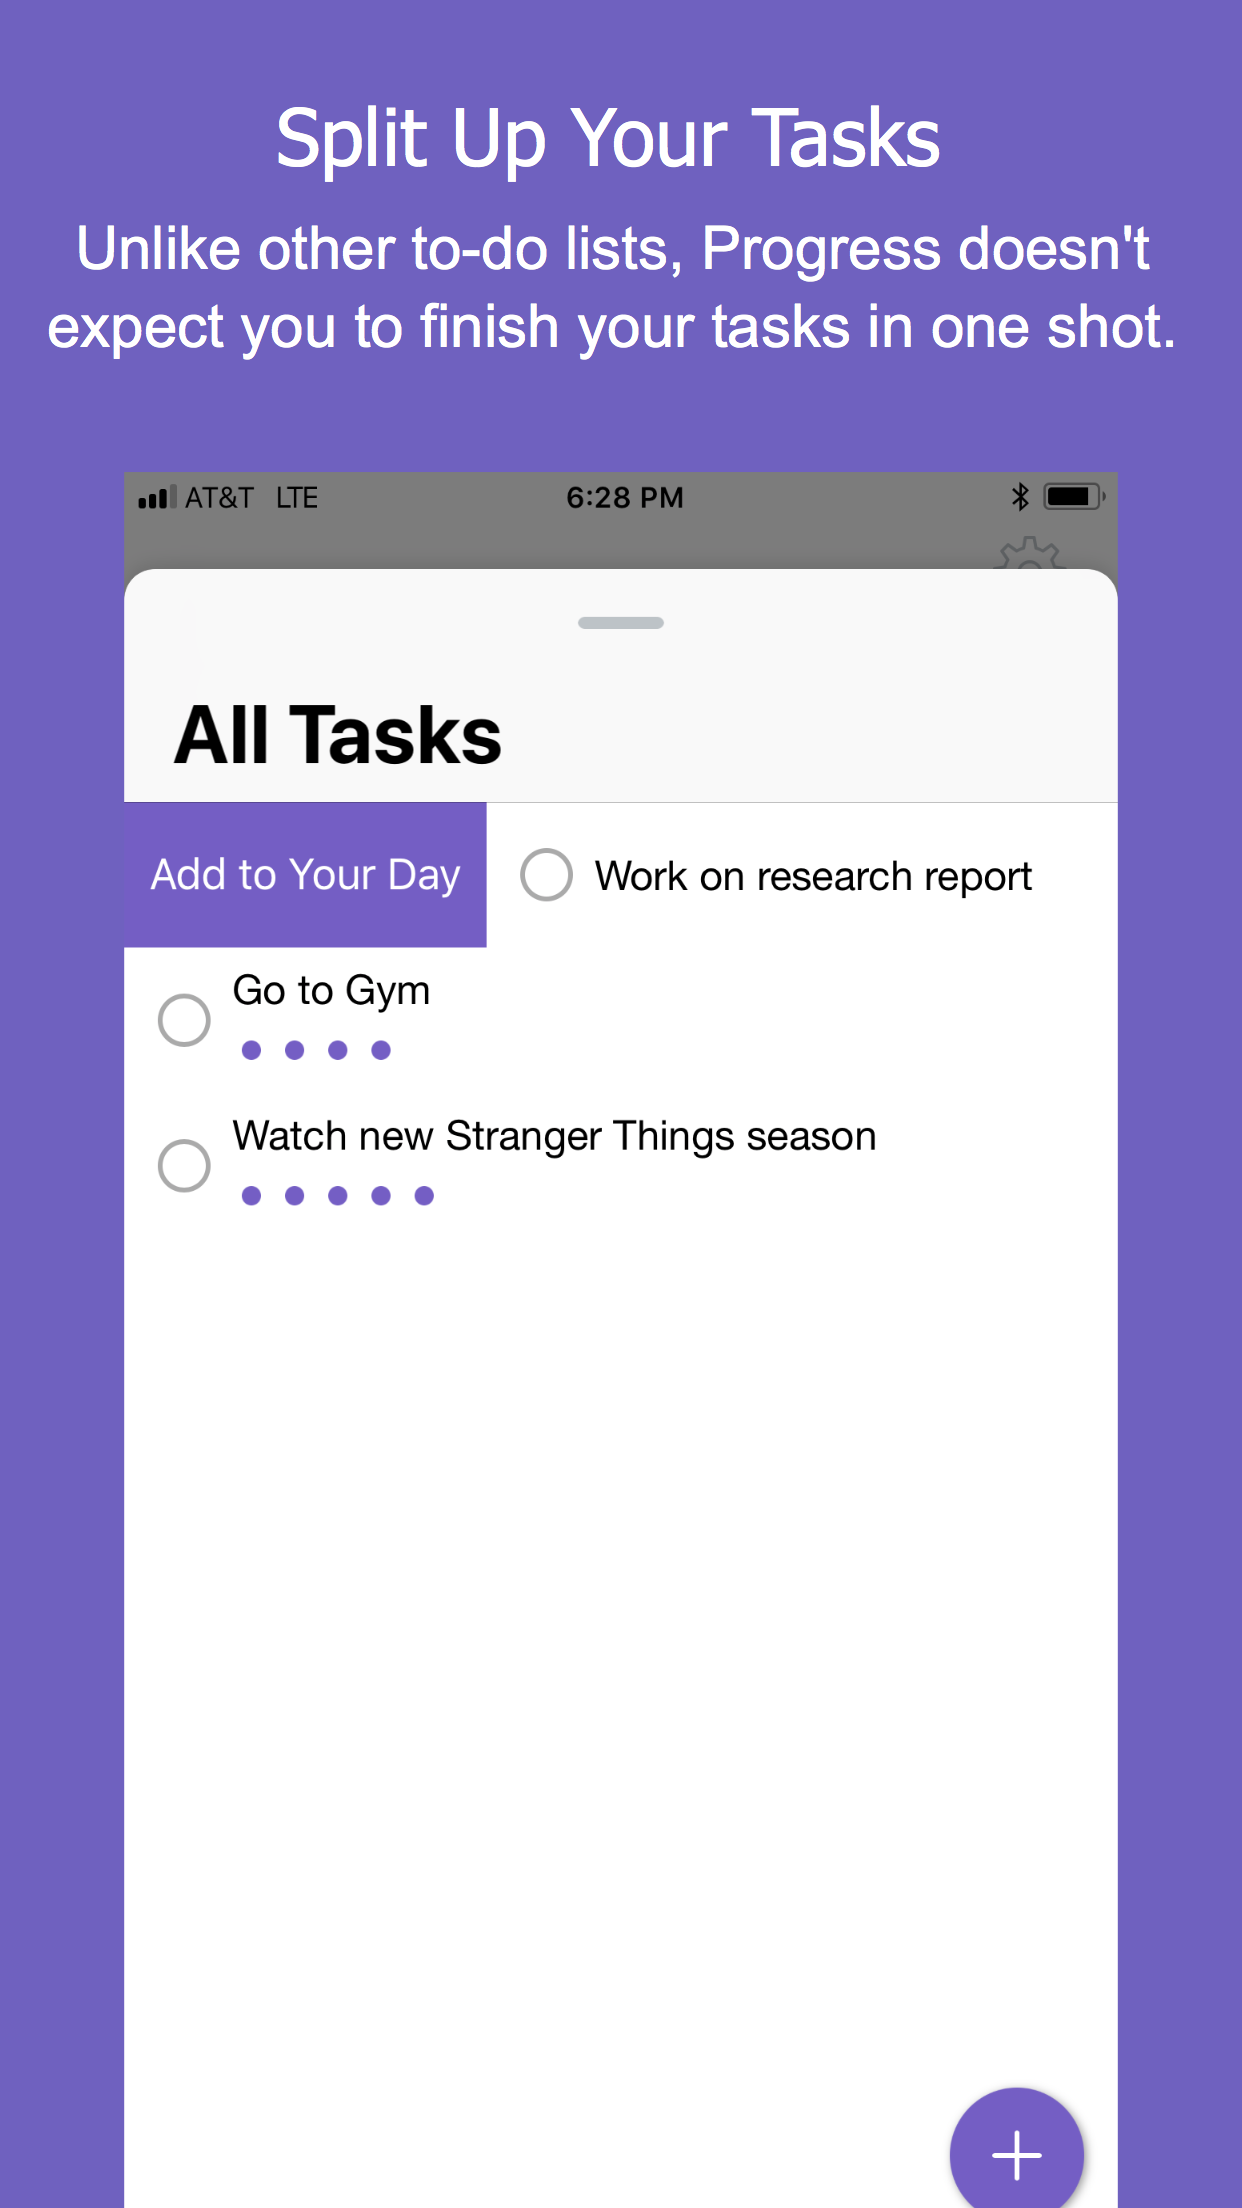 Split Up Your Tasks
Unlike other to-do lists, Progress doesn't
expect you to finish your tasks in one shot.
AT&T LTE 6:28 PM
All Tasks
Add to Your Day Work on research report
Go to Gym
Watch new Stranger Things season